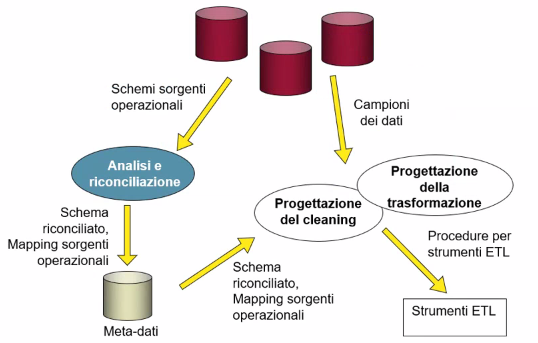 Schemi sorgenti
operazionali
Campioni
dei dati
Analisi e
riconciliazione
Progettazione
della
trasformazione
Progettazione
del cleaning
Schema
riconciliato,
Mapping sorgenti
operazionali
Procedure per
strumenti ETL
Schema
riconciliato,
Mapping sorgenti
operazionali
Meta-dati
Strumenti ETL